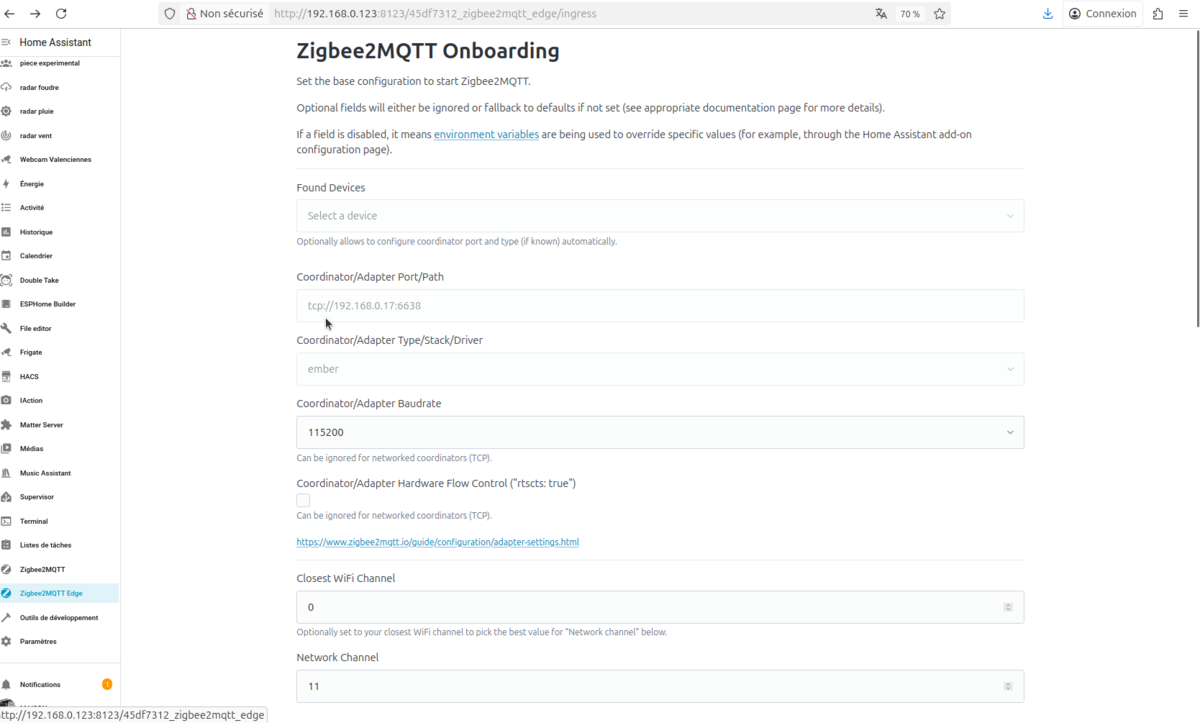 Non sécurisé
http://192.168.0.123:8123/45df7312_zigbee2mqtt_edge/ingress
70 %
Connexion
Home Assistant
piece experimental
radar foudre
radar pluie
radar vent
Webcam Valenciennes
Énergie
Activité
Historique
Calendrier
Double Take
ESPHome Builder
File editor
Frigate
HACS
IAction
Matter Server
Médias
Music Assistant
Supervisor
Terminal
Listes de tâches
Zigbee2MQTT
Zigbee2MQTT Edge
Outils de développement
Paramètres
Notifications
1
ttp://192.168.0.123:8123/45df7312_zigbee2mqtt_edge
Zigbee2MQTT Onboarding
Set the base configuration to start Zigbee2MQTT.
Optional fields will either be ignored or fallback to defaults if not set (see appropriate documentation page for more details).
If a field is disabled, it means environment variables are being used to override specific values (for example, through the Home Assistant add-on
configuration page).
Found Devices
Select a device
Optionally allows to configure coordinator port and type (if known) automatically.
Coordinator/Adapter Port/Path
tcp://192.168.0.17:6638
Coordinator/Adapter Type/Stack/Driver
ember
Coordinator/Adapter Baudrate
115200
Can be ignored for networked coordinators (TCP).
Coordinator/Adapter Hardware Flow Control ("rtscts: true")
Can be ignored for networked coordinators (TCP).
https://www.zigbee2mqtt.io/guide/configuration/adapter-settings.html
Closest WiFi Channel
0
Optionally set to your closest WiFi channel to pick the best value for "Network channel" below.
Network Channel
11